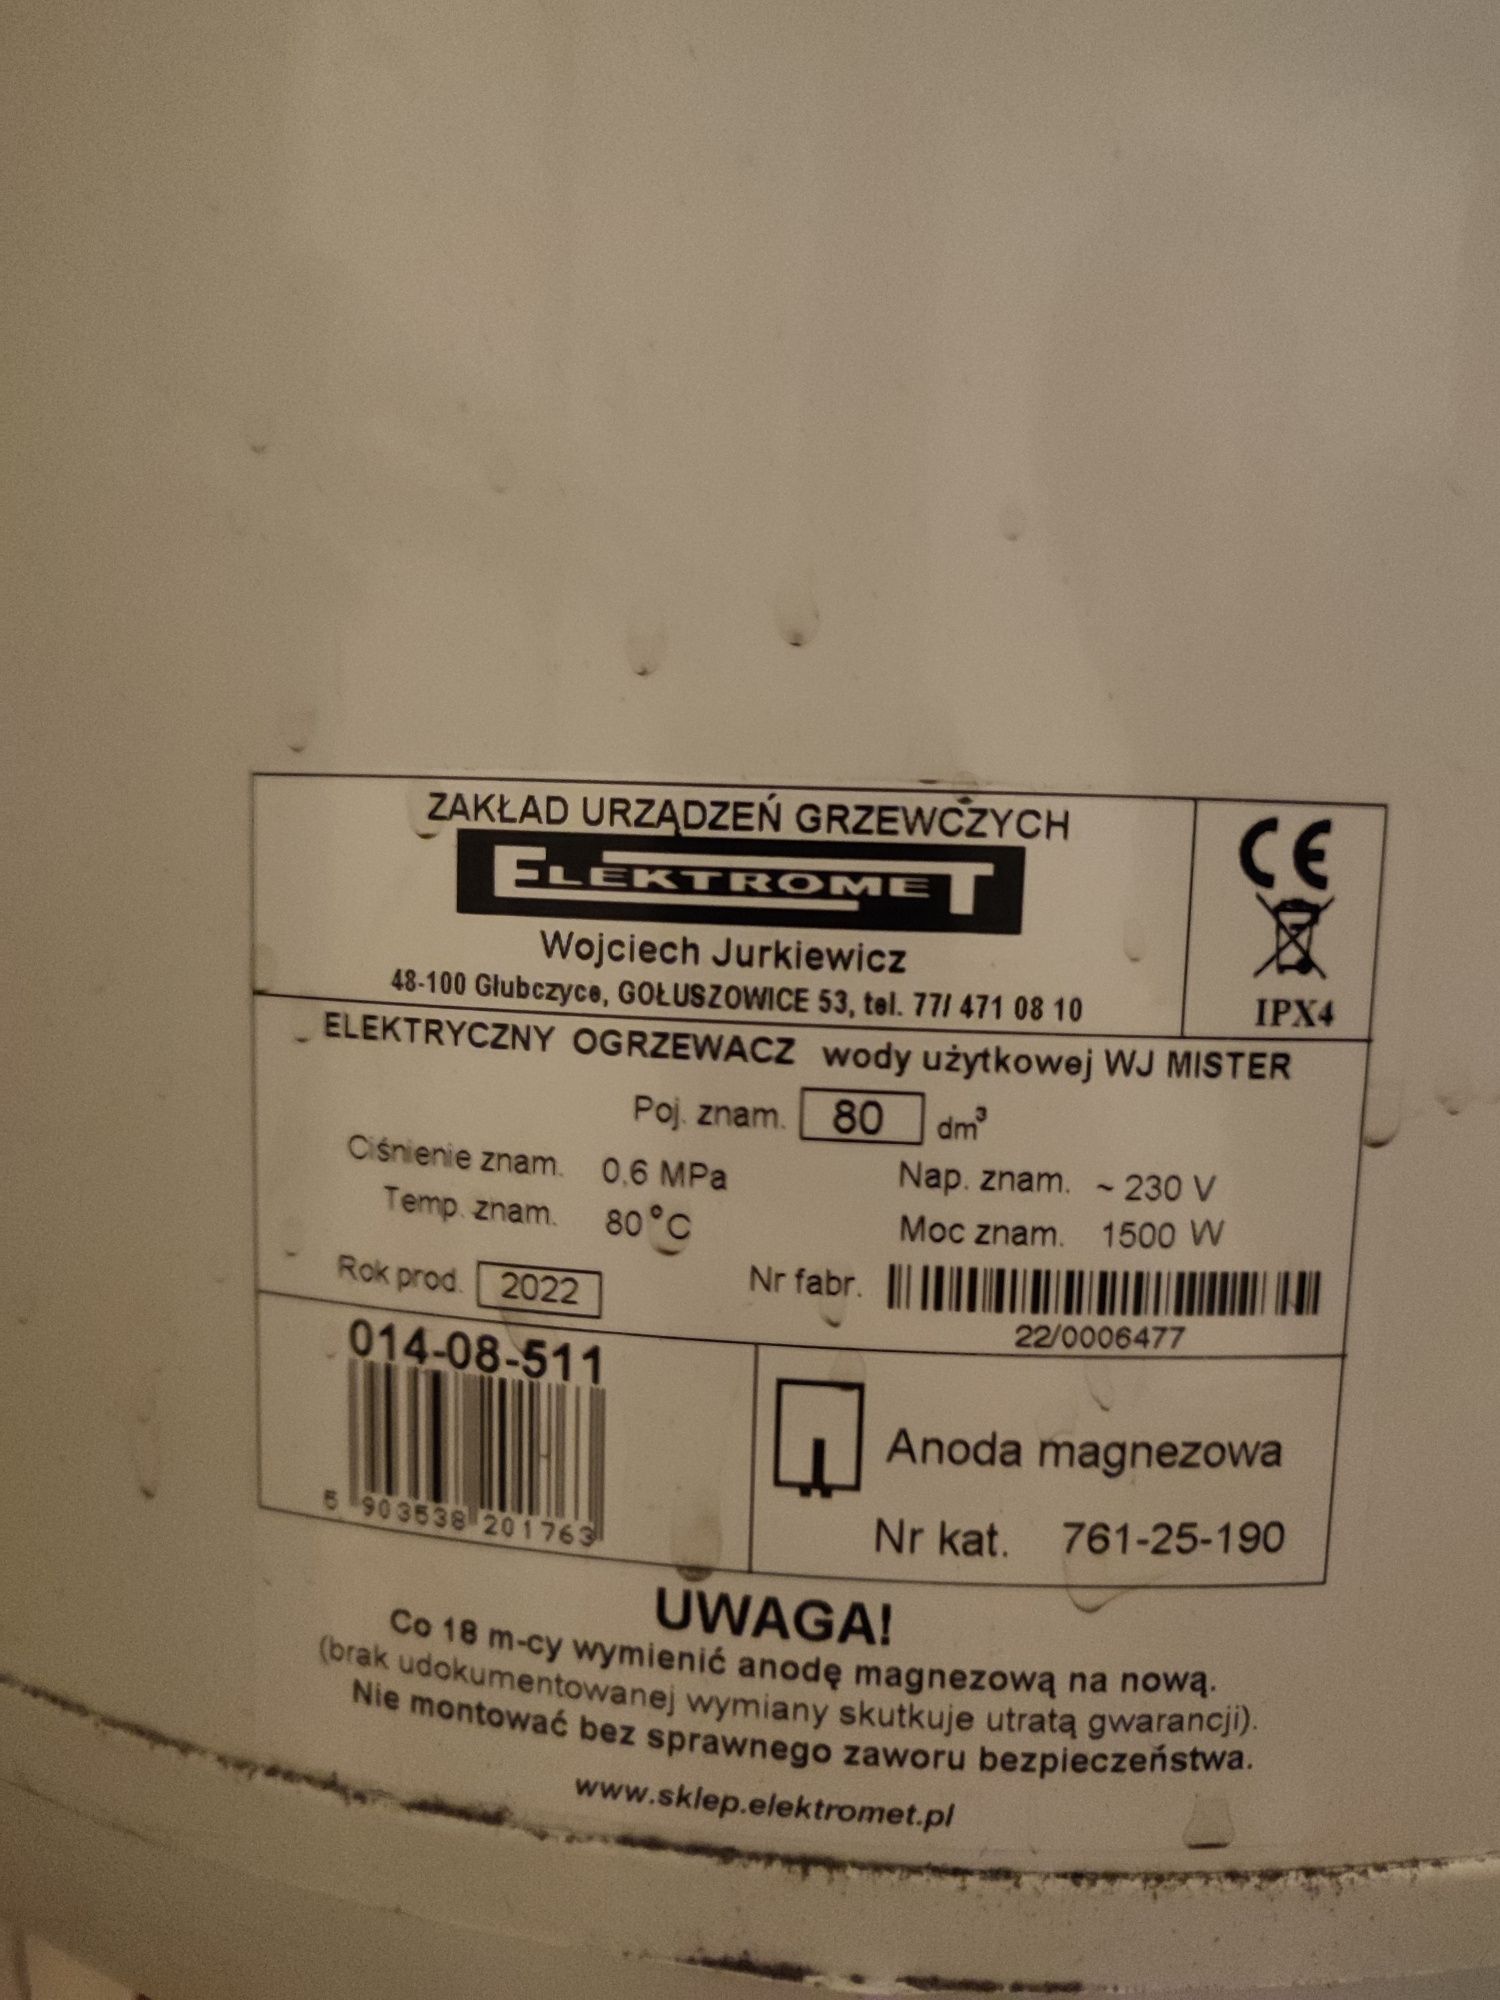 ZAKŁAD URZĄDZEŃ GRZEWCZYCH
ELEKTROMET
Wojciech Jurkiewicz
48-100 Głubczyce, GOŁUSZOWICE 53, tel. 77/ 471 08 10
CE
IPX4
ELEKTRYCZNY OGRZEWACZ wody użytkowej WJ MISTER
Poj. znam. 80 dm³
Ciśnienie znam. 0,6 MPa Nap. znam. ~ 230 V
Temp. znam. 80 °C Moc znam. 1500 W
Rok prod. 2022 Nr fabr.
22/0006477
014-08-511
5 903538 201763
Anoda magnezowa
Nr kat. 761-25-190
UWAGA!
Co 18 m-cy wymienić anodę magnezową na nową.
(brak udokumentowanej wymiany skutkuje utratą gwarancji).
Nie montować bez sprawnego zaworu bezpieczeństwa.
www.sklep.elektromet.pl